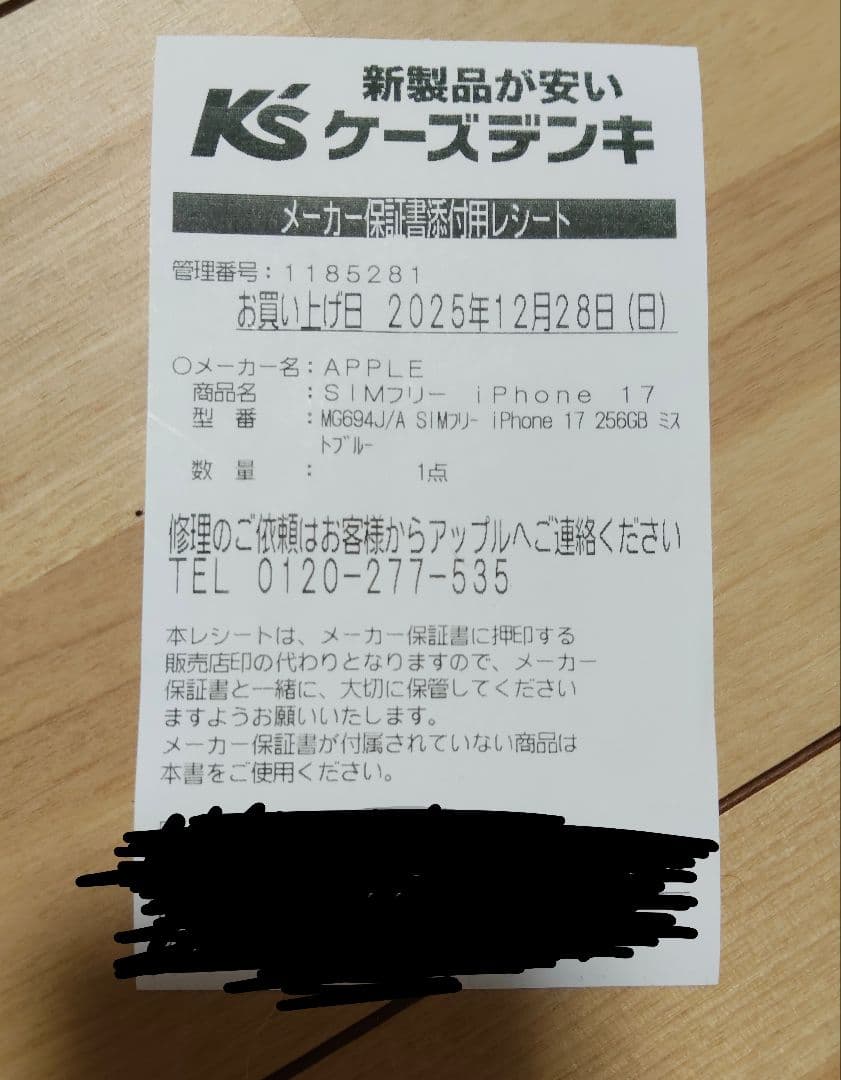 新製品が安い
K's ケーズデンキ
メーカー保証書添付用レシート
管理番号：1185281
お買い上げ日 2025年12月28日(日)
○メーカー名：APPLE
商品名 ：SIMフリー iPhone 17
型 番 ：MG694J/A SIMフリー iPhone 17 256GB ミス
トブルー
数 量 ： 1点
修理のご依頼はお客様からアップルへご連絡ください
TEL 0120-277-535
本レシートは、メーカー保証書に押印する
販売店印の代わりとなりますので、メーカー
保証書と一緒に、大切に保管してください
ますようお願いいたします。
メーカー保証書が付属されていない商品は
本書をご使用ください。